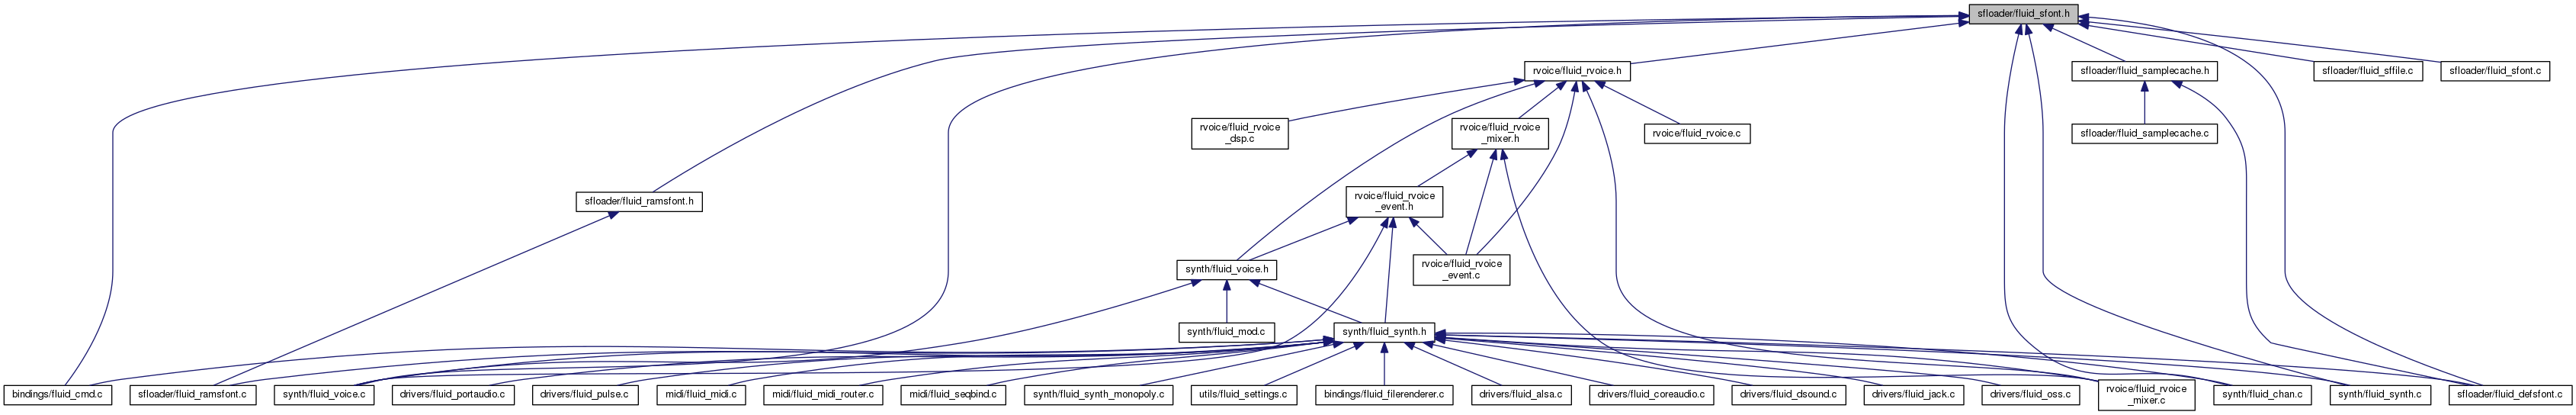 sfloader/fluid_sfont.h
rvoice/fluid_rvoice.h
sfloader/fluid_samplecache.h
sfloader/fluid_sffile.c
sfloader/fluid_sfont.c
rvoice/fluid_rvoice
_dsp.c
rvoice/fluid_rvoice
_mixer.h
rvoice/fluid_rvoice.c
sfloader/fluid_samplecache.c
sfloader/fluid_ramsfont.h
rvoice/fluid_rvoice
_event.h
synth/fluid_voice.h
rvoice/fluid_rvoice
_event.c
synth/fluid_mod.c
synth/fluid_synth.h
bindings/fluid_cmd.c
sfloader/fluid_ramsfont.c
synth/fluid_voice.c
drivers/fluid_portaudio.c
drivers/fluid_pulse.c
midi/fluid_midi.c
midi/fluid_midi_router.c
midi/fluid_seqbind.c
synth/fluid_synth_monopoly.c
utils/fluid_settings.c
bindings/fluid_filerenderer.c
drivers/fluid_alsa.c
drivers/fluid_coreaudio.c
drivers/fluid_dsound.c
drivers/fluid_jack.c
drivers/fluid_oss.c
rvoice/fluid_rvoice
_mixer.c
synth/fluid_chan.c
synth/fluid_synth.c
sfloader/fluid_defsfont.c